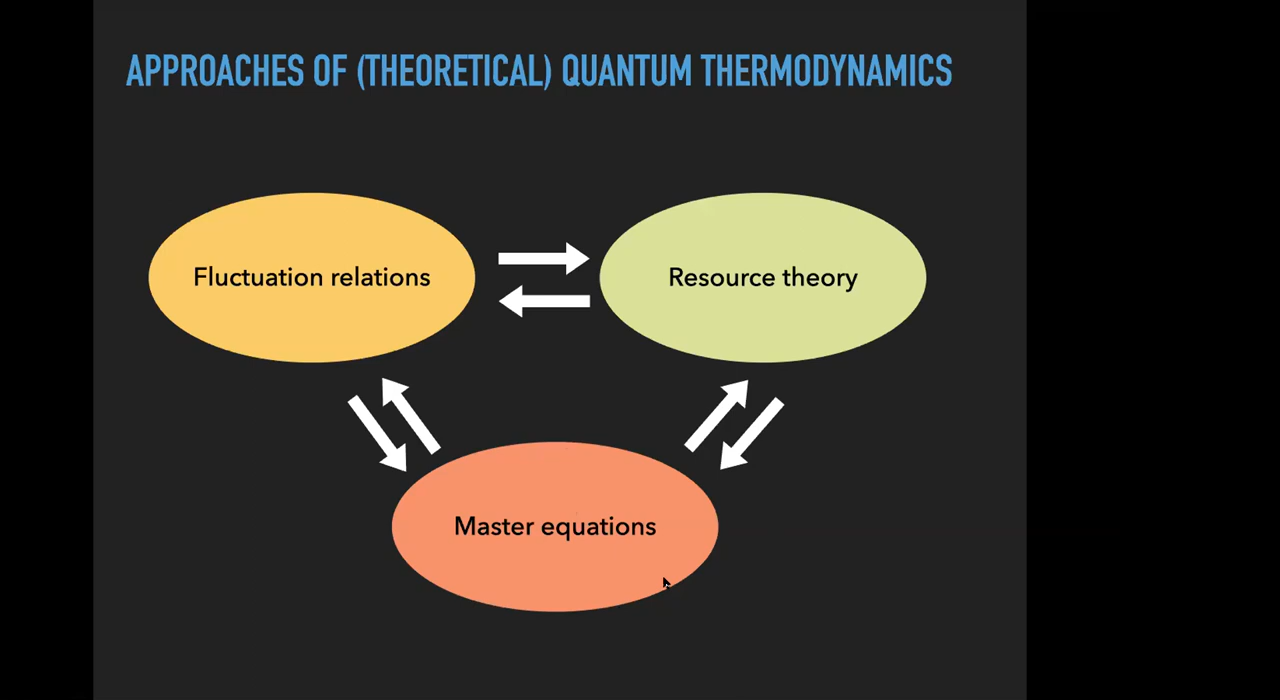 APPROACHES OF (THEORETICAL) QUANTUM THERMODYNAMICS
Fluctuation relations
Resource theory
Master equations